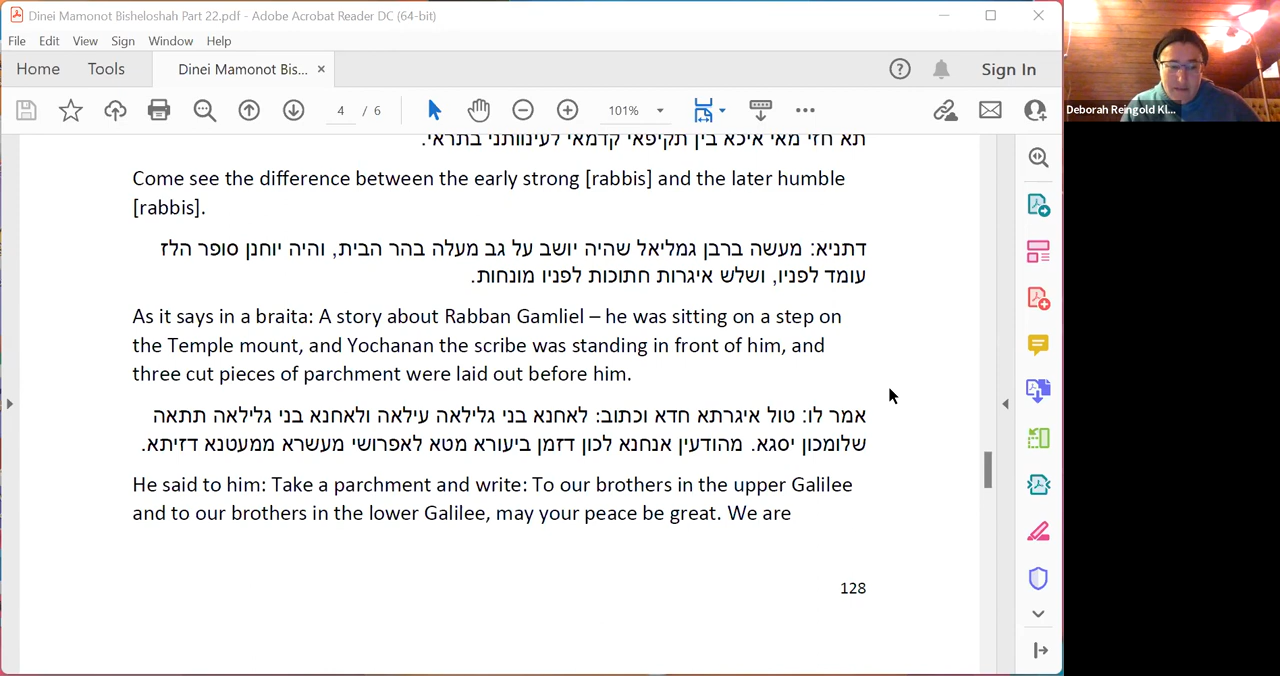 Dinei Mamonot Bisheloshah Part 22.pdf - Adobe Acrobat Reader DC (64-bit)
File Edit View Sign Window Help
Home Tools Dinei Mamonot Bis... × Sign In
4 / 6 101%
Deborah Reingold Kl...
תא חזי מאי איכא בין תקיפאי קדמאי לעינוותני בתראי.
Come see the difference between the early strong [rabbis] and the later humble
[rabbis].
דתניא: מעשה ברבן גמליאל שהיה יושב על גב מעלה בהר הבית, והיה יוחנן סופר הלז
עומד לפניו, ושלש איגרות חתוכות לפניו מונחות.
As it says in a braita: A story about Rabban Gamliel – he was sitting on a step on
the Temple mount, and Yochanan the scribe was standing in front of him, and
three cut pieces of parchment were laid out before him.
אמר לו: טול איגרתא חדא וכתוב: לאחנא בני גלילאה עילאה ולאחנא בני גלילאה תתאה
שלומכון יסגא. מהודעין אנחנא לכון דזמן ביעורא מטא לאפרושי מעשרא ממעטנא דזיתא.
He said to him: Take a parchment and write: To our brothers in the upper Galilee
and to our brothers in the lower Galilee, may your peace be great. We are
128